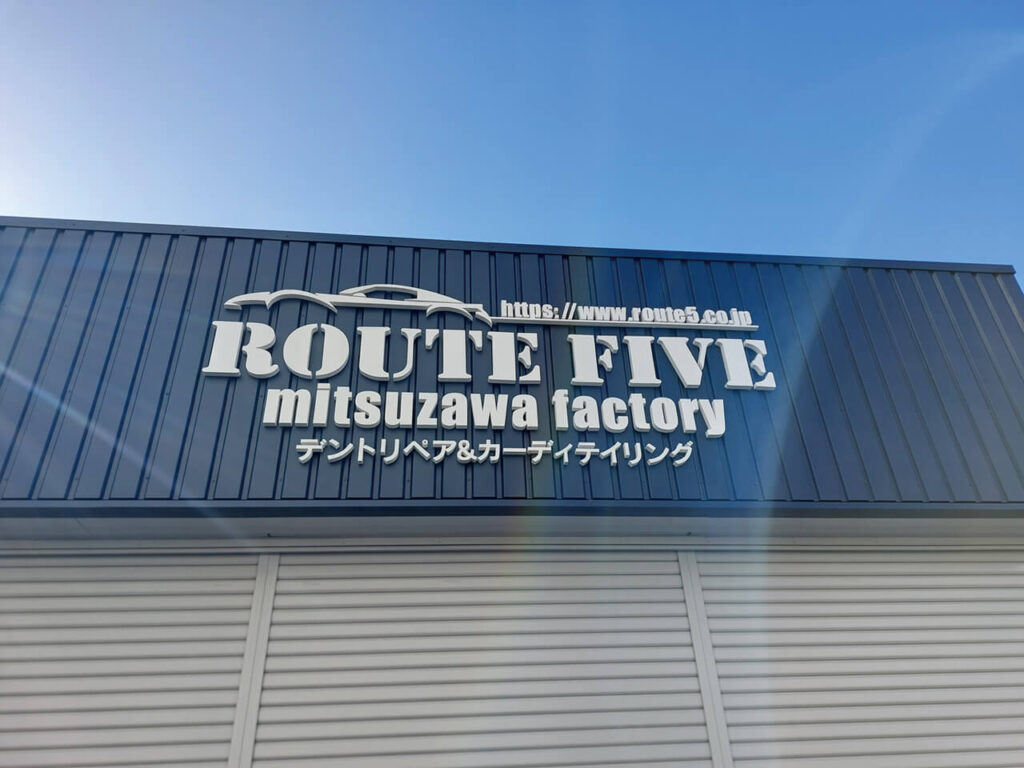 https://www.route5.co.jp
ROUTE FIVE
mitsuzawa factory
デントリペア&カーディテイリング